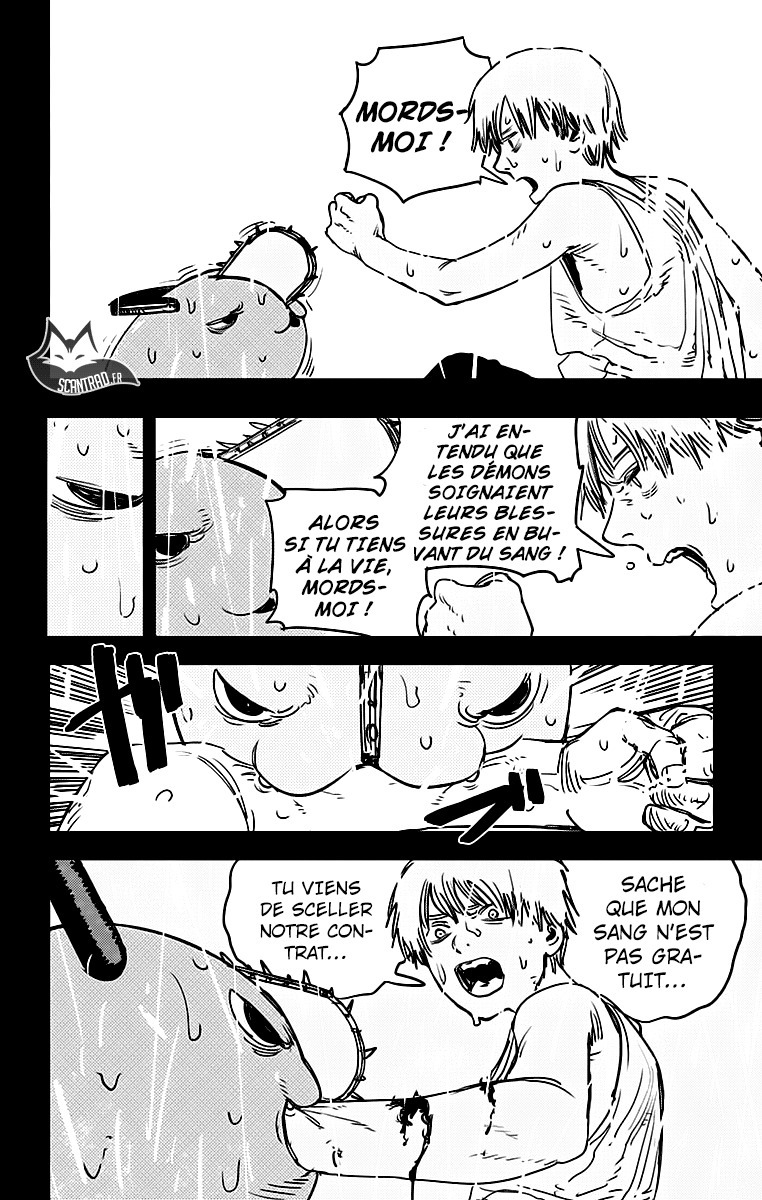 MORDS-
MOI !
SCANTRAD.FR
J'AI EN-
TENDU QUE
LES DÉMONS
SOIGNAIENT
LEURS BLES-
SURES EN BU-
VANT DU SANG !
ALORS
SI TU TIENS
À LA VIE,
MORDS-
MOI !
SACHE
QUE MON
SANG N'EST
PAS GRA-
TUIT...
TU VIENS
DE SCELLER
NOTRE CON-
TRAT...